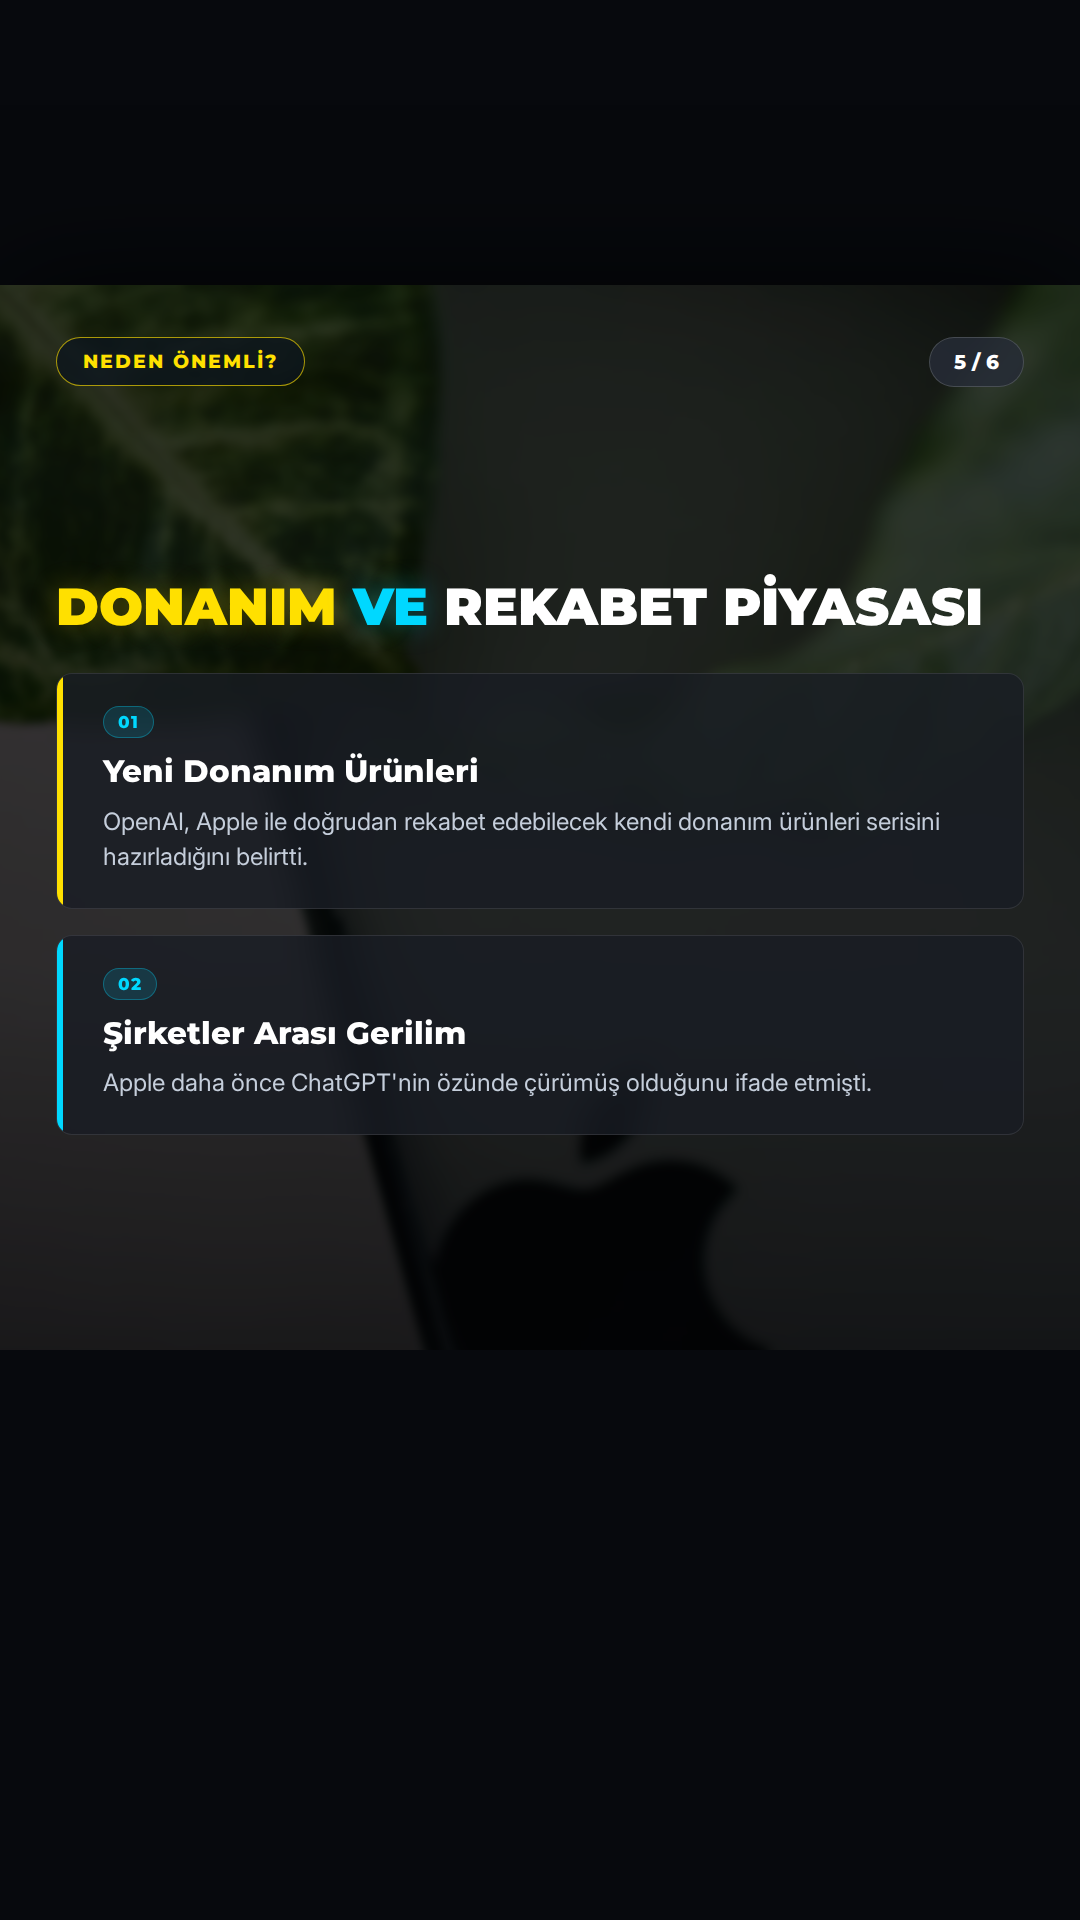 NEDEN ÖNEMLİ?
5 / 6
DONANIM VE REKABET PİYASASI
01
Yeni Donanım Ürünleri
OpenAI, Apple ile doğrudan rekabet edebilecek kendi donanım ürünleri serisini
hazırladığını belirtti.
02
Şirketler Arası Gerilim
Apple daha önce ChatGPT'nin özünde çürümüş olduğunu ifade etmişti.